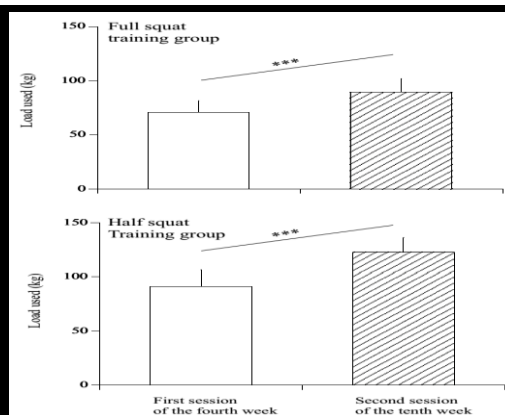 Full squat
training group
150
100
50
0
Load used (kg)
***
Half squat
Training group
150
100
50
0
Load used (kg)
***
First session
of the fourth week
Second session
of the tenth week